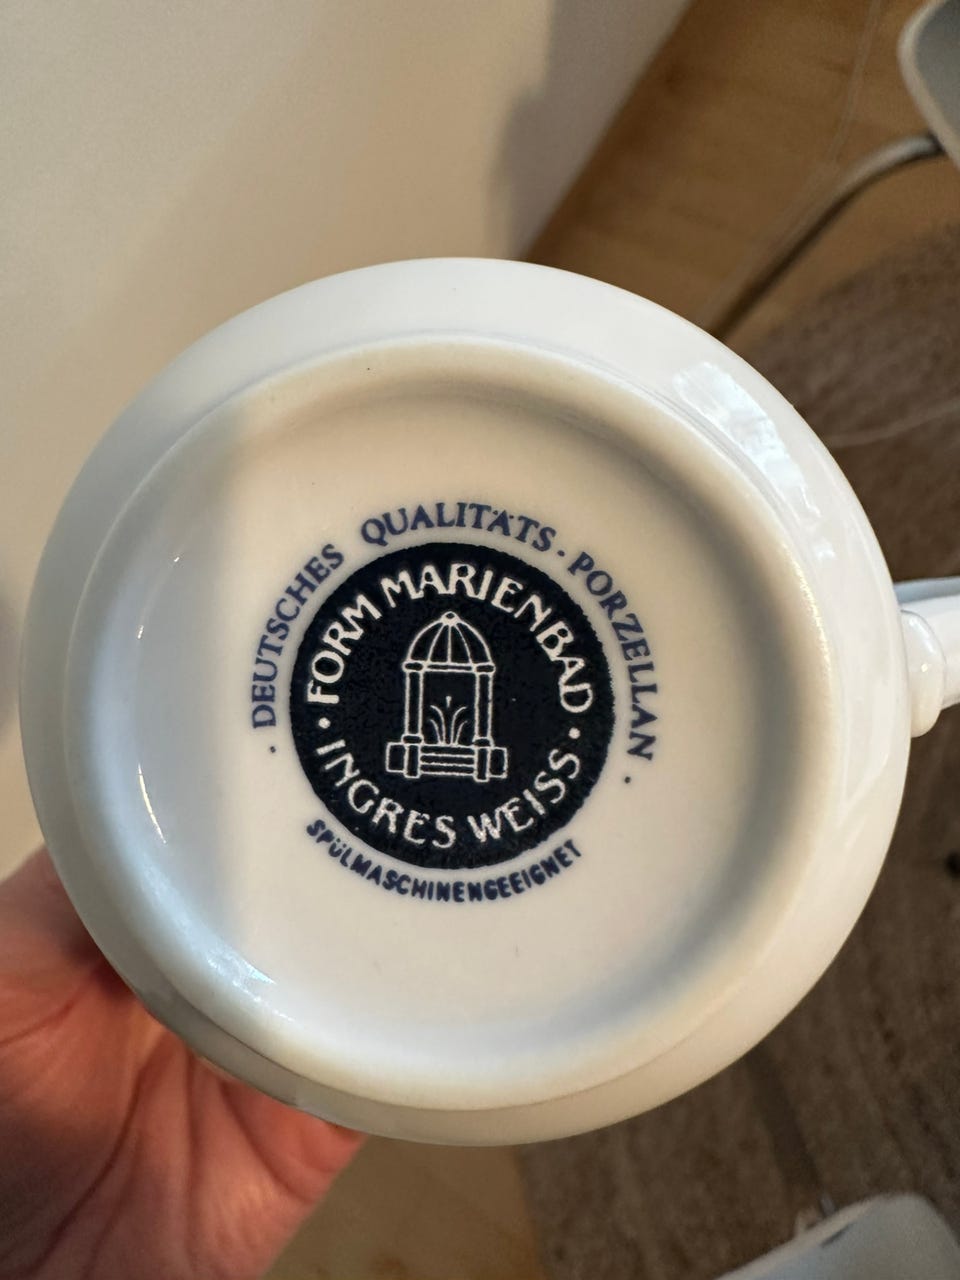 · DEUTSCHES QUALITÄTS · PORZELLAN ·
· FORM MARIENBAD ·
INGRES WEISS
SPÜLMASCHINENGEEIGNET